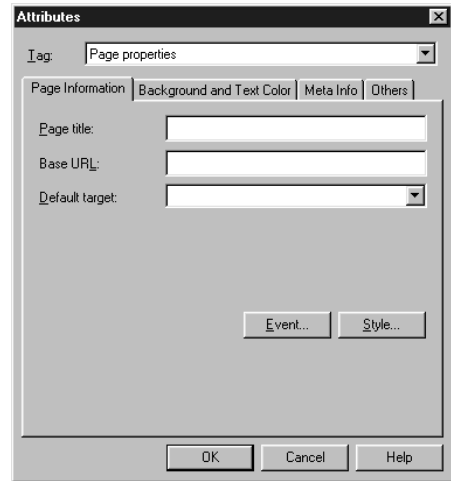 Attributes
Tag: Page properties
Page Information Background and Text Color Meta Info Others
Page title:
Base URL:
Default target:
Event... Style...
OK Cancel Help